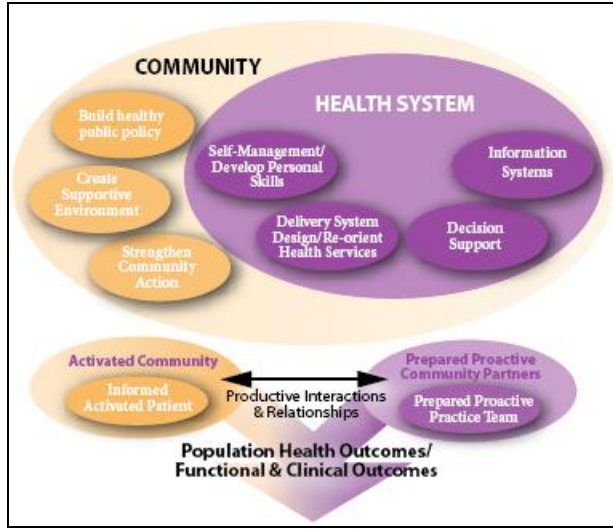 COMMUNITY
Build healthy
public policy
Create
Supportive
Environment
Strengthen
Community
Action
HEALTH SYSTEM
Self-Management/
Develop Personal
Skills
Delivery System
Design/Re-orient
Health Services
Information
Systems
Decision
Support
Activated Community
Informed
Activated Patient
Productive Interactions
& Relationships
Prepared Proactive
Community Partners
Prepared Proactive
Practice Team
Population Health Outcomes/
Functional & Clinical Outcomes